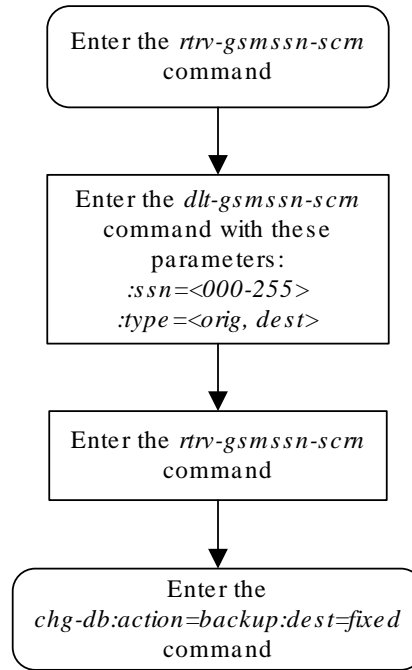 Enter the rtrv-gsmssn-scrn
command
Enter the dlt-gsmssn-scrn
command with these
parameters:
:ssn=<000-255>
:type=<orig, dest>
Enter the rtrv-gsmssn-scrn
command
Enter the
chg-db:action=backup:dest=fixed
command